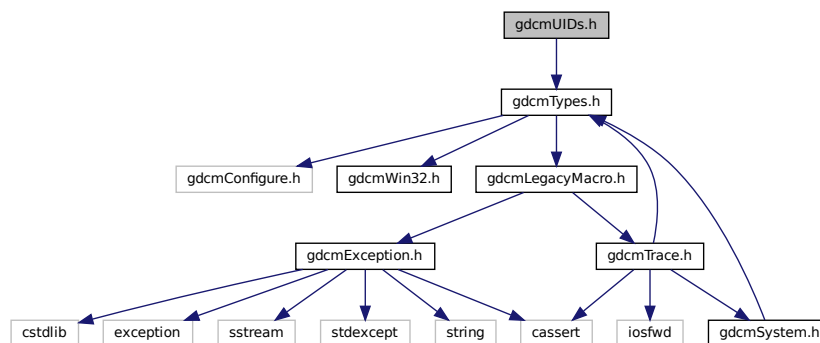 gdcmUIDs.h
gdcmTypes.h
gdcmConfigure.h
gdcmWin32.h
gdcmLegacyMacro.h
gdcmException.h
gdcmTrace.h
cstdlib
exception
sstream
stdexcept
string
cassert
iosfwd
gdcmSystem.h